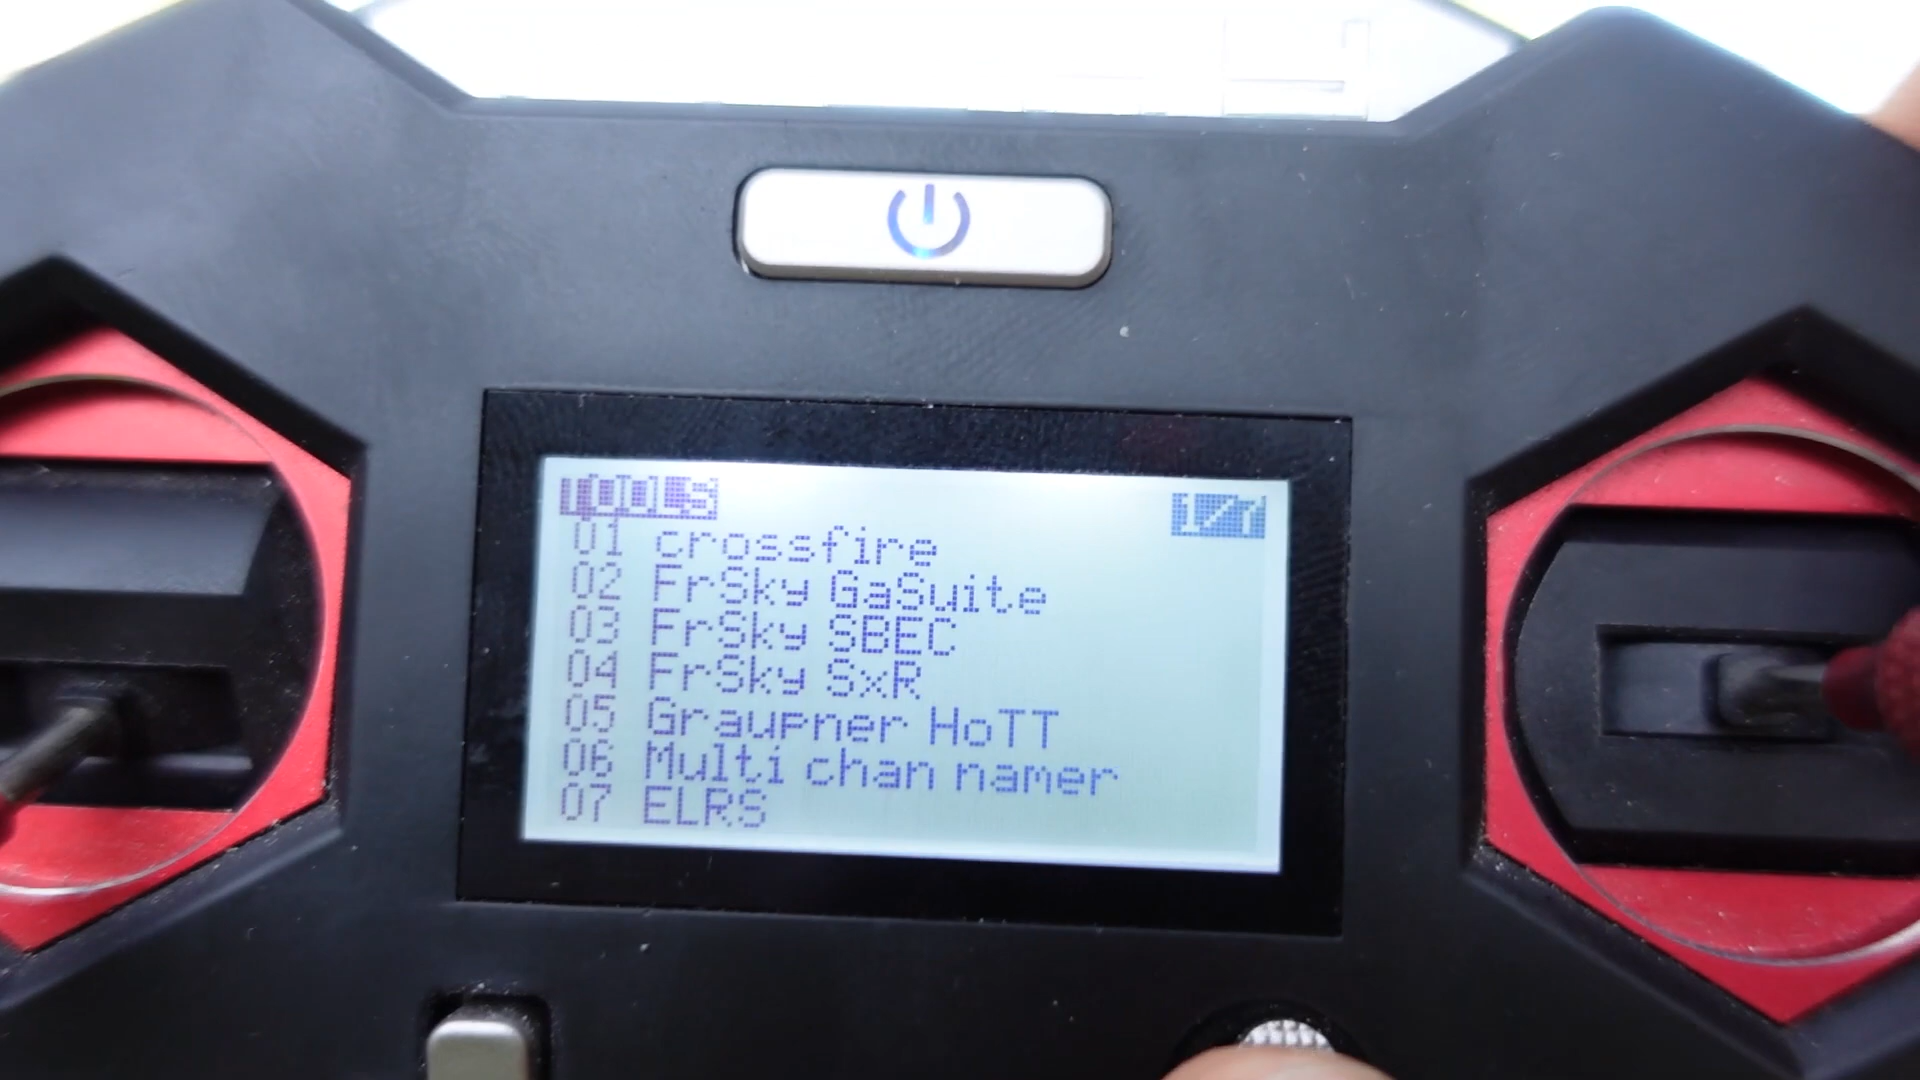 TOOLS 1/7
01 crossfire
02 FrSky GaSuite
03 FrSky SBEC
04 FrSky SxR
05 Graupner HoTT
06 Multi chan namer
07 ELRS